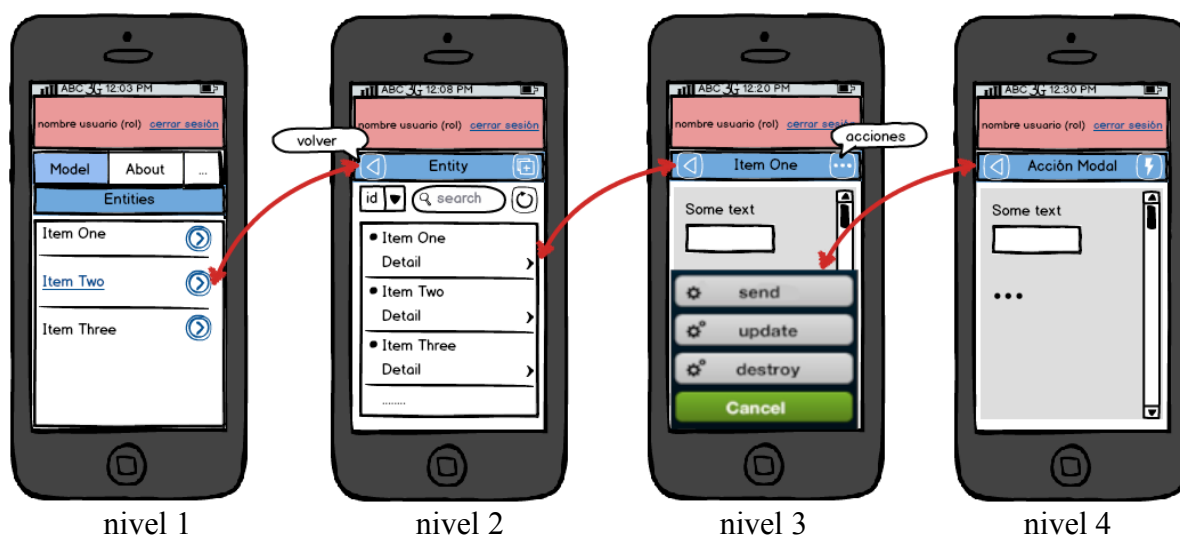 ABC 3G 12:03 PM
nombre usuario (rol) cerrar sesión
Model About ...
Entities
Item One
Item Two
Item Three
nivel 1
ABC 3G 12:08 PM
nombre usuario (rol) cerrar sesión
volver
Entity
id search
Item One
Detail
Item Two
Detail
Item Three
Detail
.........
nivel 2
ABC 3G 12:20 PM
nombre usuario (rol) cerrar sesión
acciones
Item One
Some text
send
update
destroy
Cancel
nivel 3
ABC 3G 12:30 PM
nombre usuario (rol) cerrar sesión
Acciòn Modal
Some text
...
nivel 4